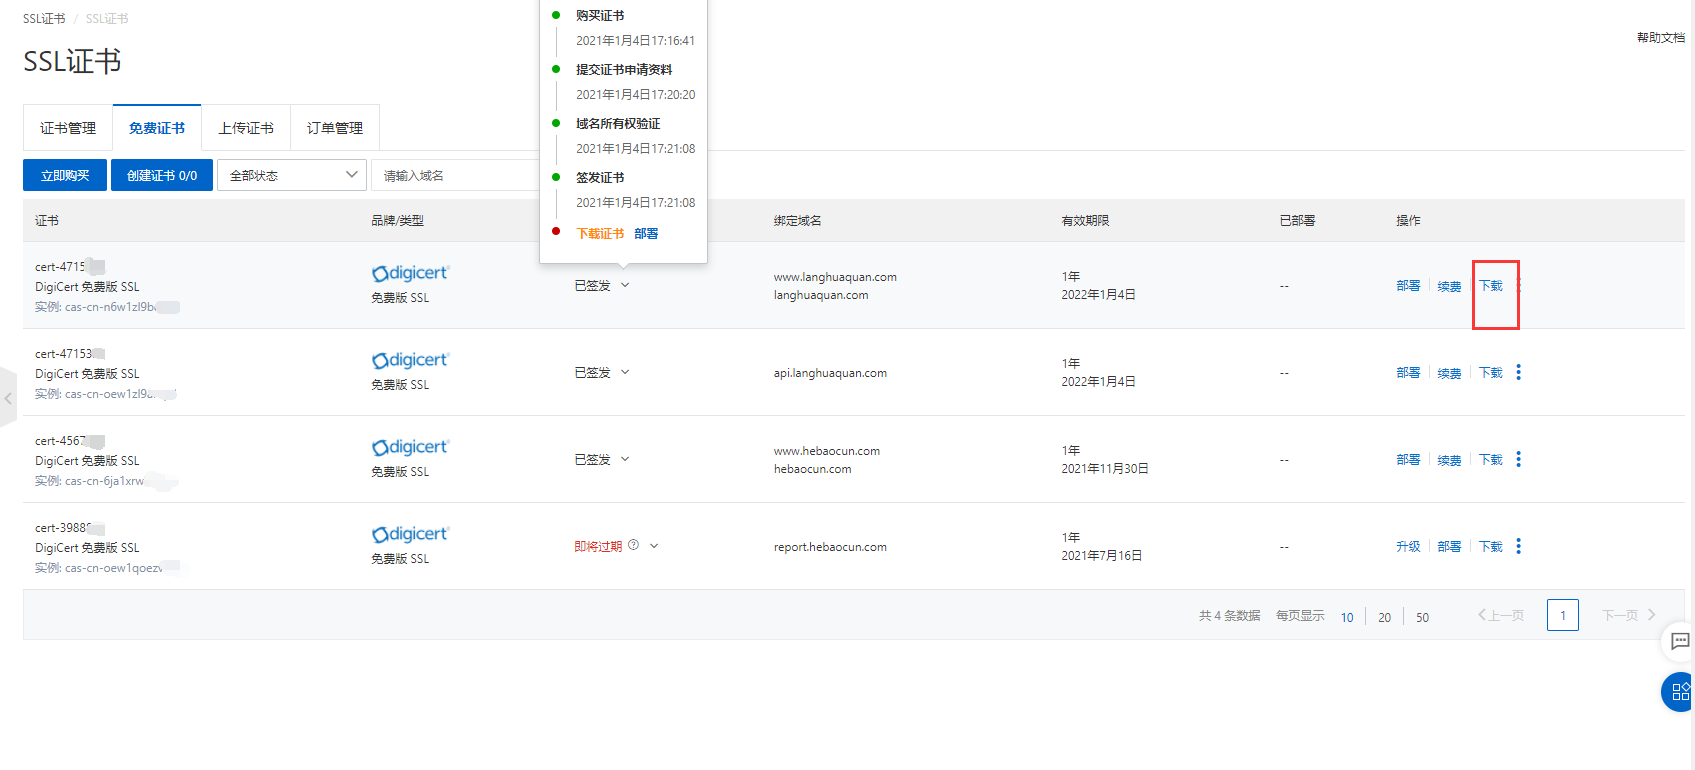 SSL证书 / SSL证书
帮助文档
SSL证书
证书管理
免费证书
上传证书
订单管理
立即购买
创建证书 0/0
全部状态
请输入域名
购买证书
2021年1月4日17:16:41
提交证书申请资料
2021年1月4日17:20:20
域名所有权验证
2021年1月4日17:21:08
签发证书
2021年1月4日17:21:08
下载证书 部署
证书 品牌/类型 绑定域名 有效期限 已部署 操作
cert-4715
DigiCert 免费版 SSL
实例: cas-cn-n6w1zl9b
digicert
免费版 SSL
已签发
www.langhuaquan.com
langhuaquan.com
1年
2022年1月4日
--
部署 续费 下载
cert-47153
DigiCert 免费版 SSL
实例: cas-cn-oew1zl9
digicert
免费版 SSL
已签发
api.langhuaquan.com
1年
2022年1月4日
--
部署 续费 下载
cert-4567
DigiCert 免费版 SSL
实例: cas-cn-6ja1xrw
digicert
免费版 SSL
已签发
www.hebaocun.com
hebaocun.com
1年
2021年11月30日
--
部署 续费 下载
cert-3988
DigiCert 免费版 SSL
实例: cas-cn-oew1qoez
digicert
免费版 SSL
即将过期
report.hebaocun.com
1年
2021年7月16日
--
升级 部署 下载
共 4 条数据 每页显示 10 20 50 上一页 1 下一页